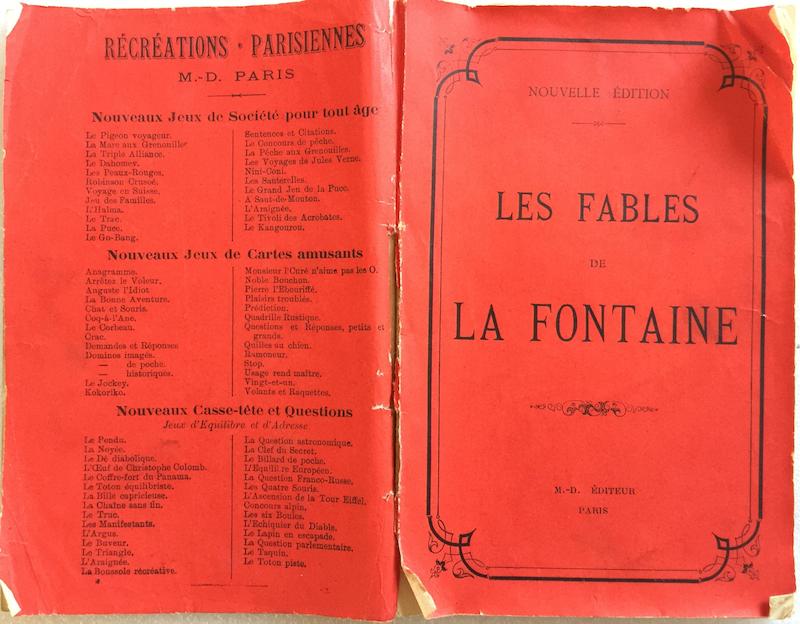 RÉCRÉATIONS • PARISIENNES
M.-D. PARIS
Nouveaux Jeux de Société pour tout âge
Le Pigeon voyageur.
La Mare aux Grenouilles
La Triple Alliance.
Le Dahomey.
Les Peaux-Rouges.
Robinson Crusoé.
Voyage en Suisse.
Jeu des Familles.
L'Halma.
Le Trac.
La Puce.
Le Go-Bang.
Sentences et Citations.
Le Concours de pêche.
La Pêche aux Grenouilles.
Les Voyages de Jules Verne.
Nini-Coni.
Les Sauterelles.
Le Grand Jeu de la Puce.
A Saut-de-Mouton.
L'Araignée.
Le Tivoli des Acrobates.
Le Kangourou.
Nouveaux Jeux de Cartes amusants
Anagramme.
Arrêtez le Voleur.
Auguste l'Idiot
La Bonne Aventure.
Chat et Souris.
Coq-à-l'Ane.
Le Corbeau.
Crac.
Demandes et Réponses
Dominos imagés.
— de poche.
— historiques.
Le Jockey.
Kokoriko.
Monsieur l'Curé n'aime pas les O.
Noble Bouchon.
Pierre l'Ebouriffé.
Plaisirs troublés.
Prédiction.
Quadrille Rustique.
Questions et Réponses, petits et
grands.
Quilles au chien.
Ramoneur.
Stop.
Usage rend maître.
Vingt-et-un.
Volants et Raquettes.
Nouveaux Casse-tête et Questions
Jeux d'Equilibre et d'Adresse
Le Pendu.
La Noyée.
Le Dé diabolique.
L'Œuf de Christophe Colomb.
Le Coffre-fort du Panama.
Le Toton équilibriste.
La Bille capricieuse.
La Chaîne sans fin.
Le Truc.
Les Manifestants.
L'Argus.
Le Buveur.
Le Triangle.
L'Araignée.
La Boussole récréative.
La Question astronomique.
La Clef du Secret.
Le Billard de poche.
L'Equilibre Européen.
La Question Franco-Russe.
Les Quatre Souris.
L'Ascension de la Tour Eiffel.
Concours alpin.
Les six Boules.
L'Echiquier du Diable.
Le Lapin en escapade.
La Question parlementaire.
Le Taquin.
Le Toton piste.
NOUVELLE ÉDITION
LES FABLES
DE
LA FONTAINE
M.-D. ÉDITEUR
PARIS